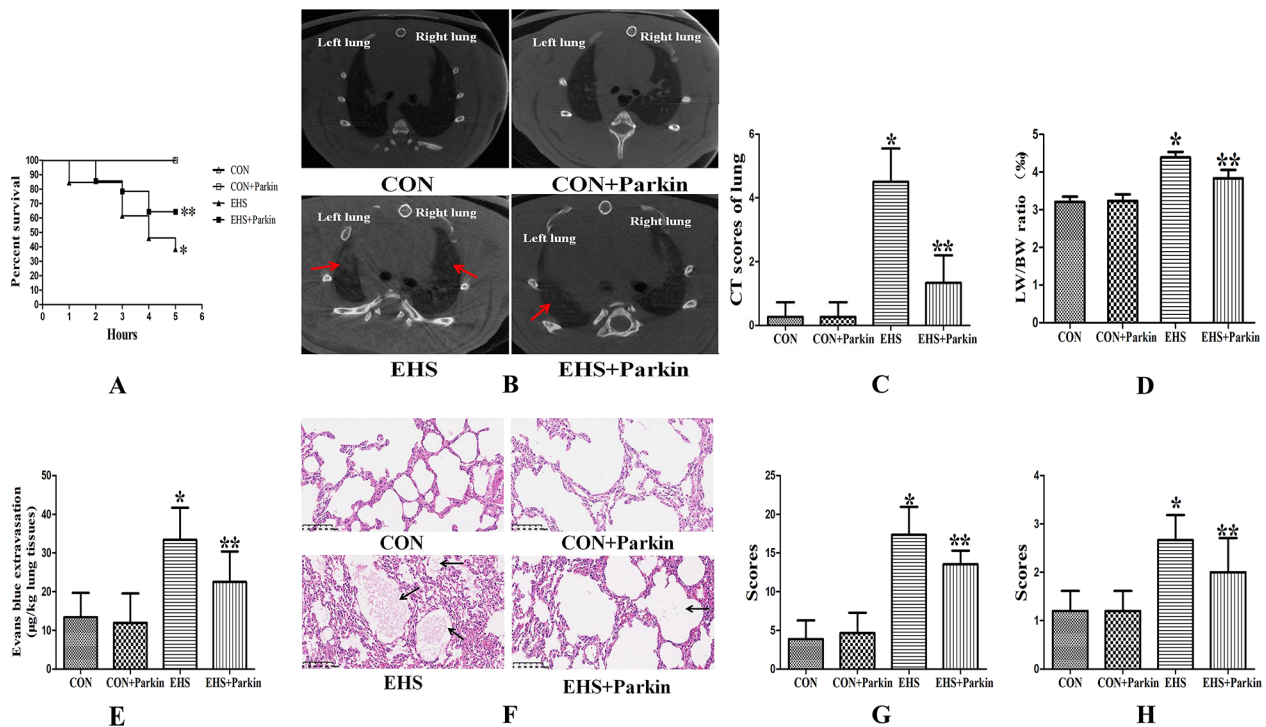 Percent survival
100
90
80
70
60
50
40
30
20
10
0
0 1 2 3 4 5 6
Hours
CON
CON+Parkin
EHS
EHS+Parkin
**
*
A
Left lung
Right lung
Left lung
Right lung
CON
CON+Parkin
Left lung
Right lung
Left lung
Right lung
EHS
EHS+Parkin
B
CT scores of lung
6
4
2
0
*
**
CON CON+Parkin EHS EHS+Parkin
C
LW/BW ratio (‰)
5
4
3
2
1
0
*
**
CON CON+Parkin EHS EHS+Parkin
D
Evans blue extravasation
(μg/kg lung tissues)
50
40
30
20
10
0
*
**
CON CON+Parkin EHS EHS+Parkin
E
CON
CON+Parkin
EHS
EHS+Parkin
F
Scores
25
20
15
10
5
0
*
**
CON CON+Parkin EHS EHS+Parkin
G
Scores
4
3
2
1
0
*
**
CON CON+Parkin EHS EHS+Parkin
H